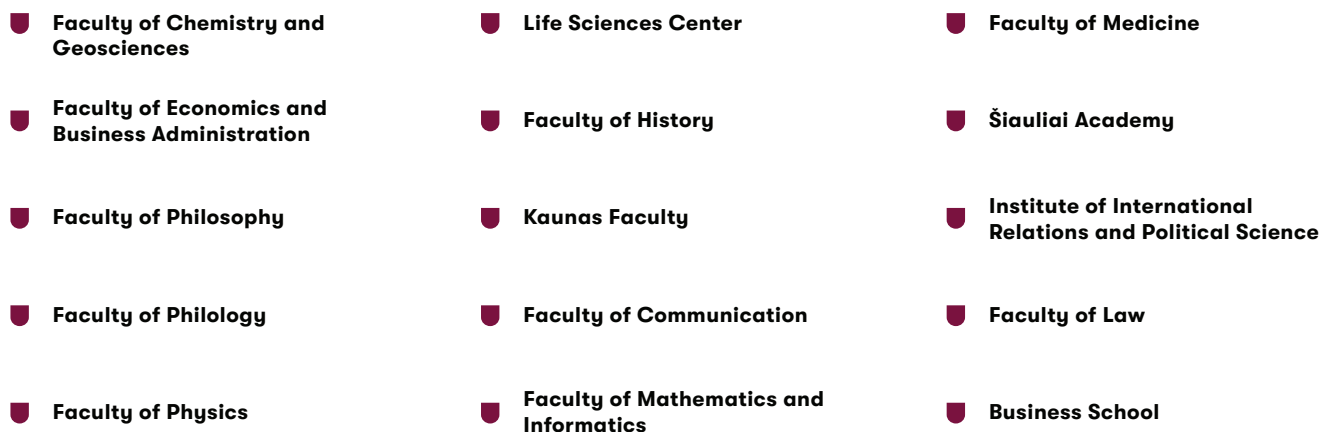 Faculty of Chemistry and
Geosciences
Life Sciences Center
Faculty of Medicine
Faculty of Economics and
Business Administration
Faculty of History
Šiauliai Academy
Faculty of Philosophy
Kaunas Faculty
Institute of International
Relations and Political Science
Faculty of Philology
Faculty of Communication
Faculty of Law
Faculty of Physics
Faculty of Mathematics and
Informatics
Business School